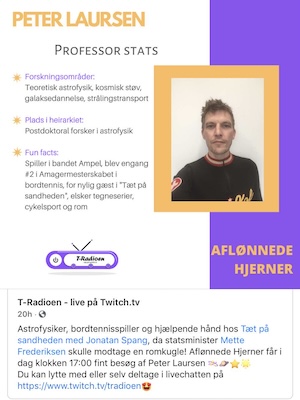 PETER LAURSEN
PROFESSOR STATS
Forskningsområder:
Teoretisk astrofysik, kosmisk støv,
galaksedannelse, strålingstransport
Plads i heirarkiet:
Postdoktoral forsker i astrofysik
Fun facts:
Spiller i bandet Ampel, blev engang
#2 i Amagermesterskabet i
bordtennis, for nylig gæst i "Tæt på
sandheden", elsker tegneserier,
cykelsport og rom
T-Radioen
AFLØNNEDE
HJERNER
T-Radioen - live på Twitch.tv
20h ·
Astrofysiker, bordtennisspiller og hjælpende hånd hos Tæt på
sandheden med Jonatan Spang, da statsminister Mette
Frederiksen skulle modtage en romkugle! Aflønnede Hjerner får i
dag klokken 17:00 fint besøg af Peter Laursen
Du kan lytte med eller selv deltage i livechatten på
https://www.twitch.tv/tradioen